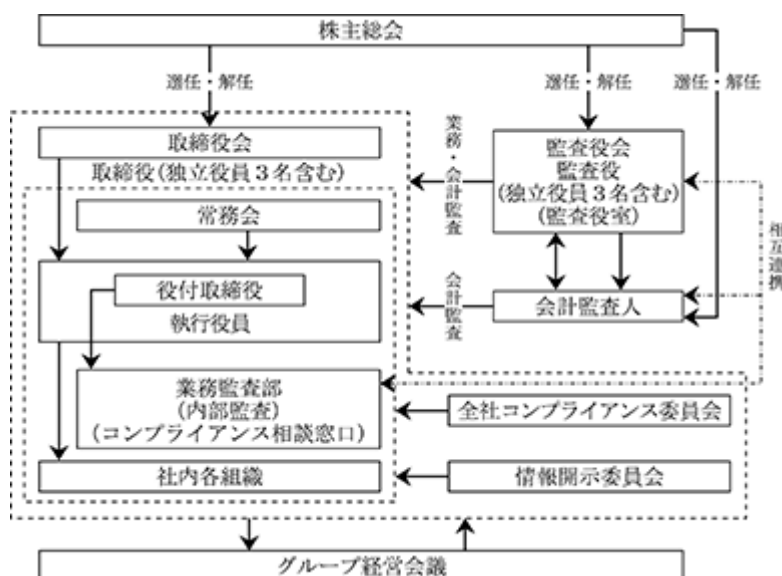 株主総会
選任・解任
選任・解任
選任・解任
取締役会
取締役(独立役員3名含む)
業務・会計監査
監査役会
監査役
(独立役員3名含む)
(監査役室)
常務会
相互連携
役付取締役
執行役員
会計監査
会計監査人
業務監査部
(内部監査)
(コンプライアンス相談窓口)
全社コンプライアンス委員会
社内各組織
情報開示委員会
グループ経営会議